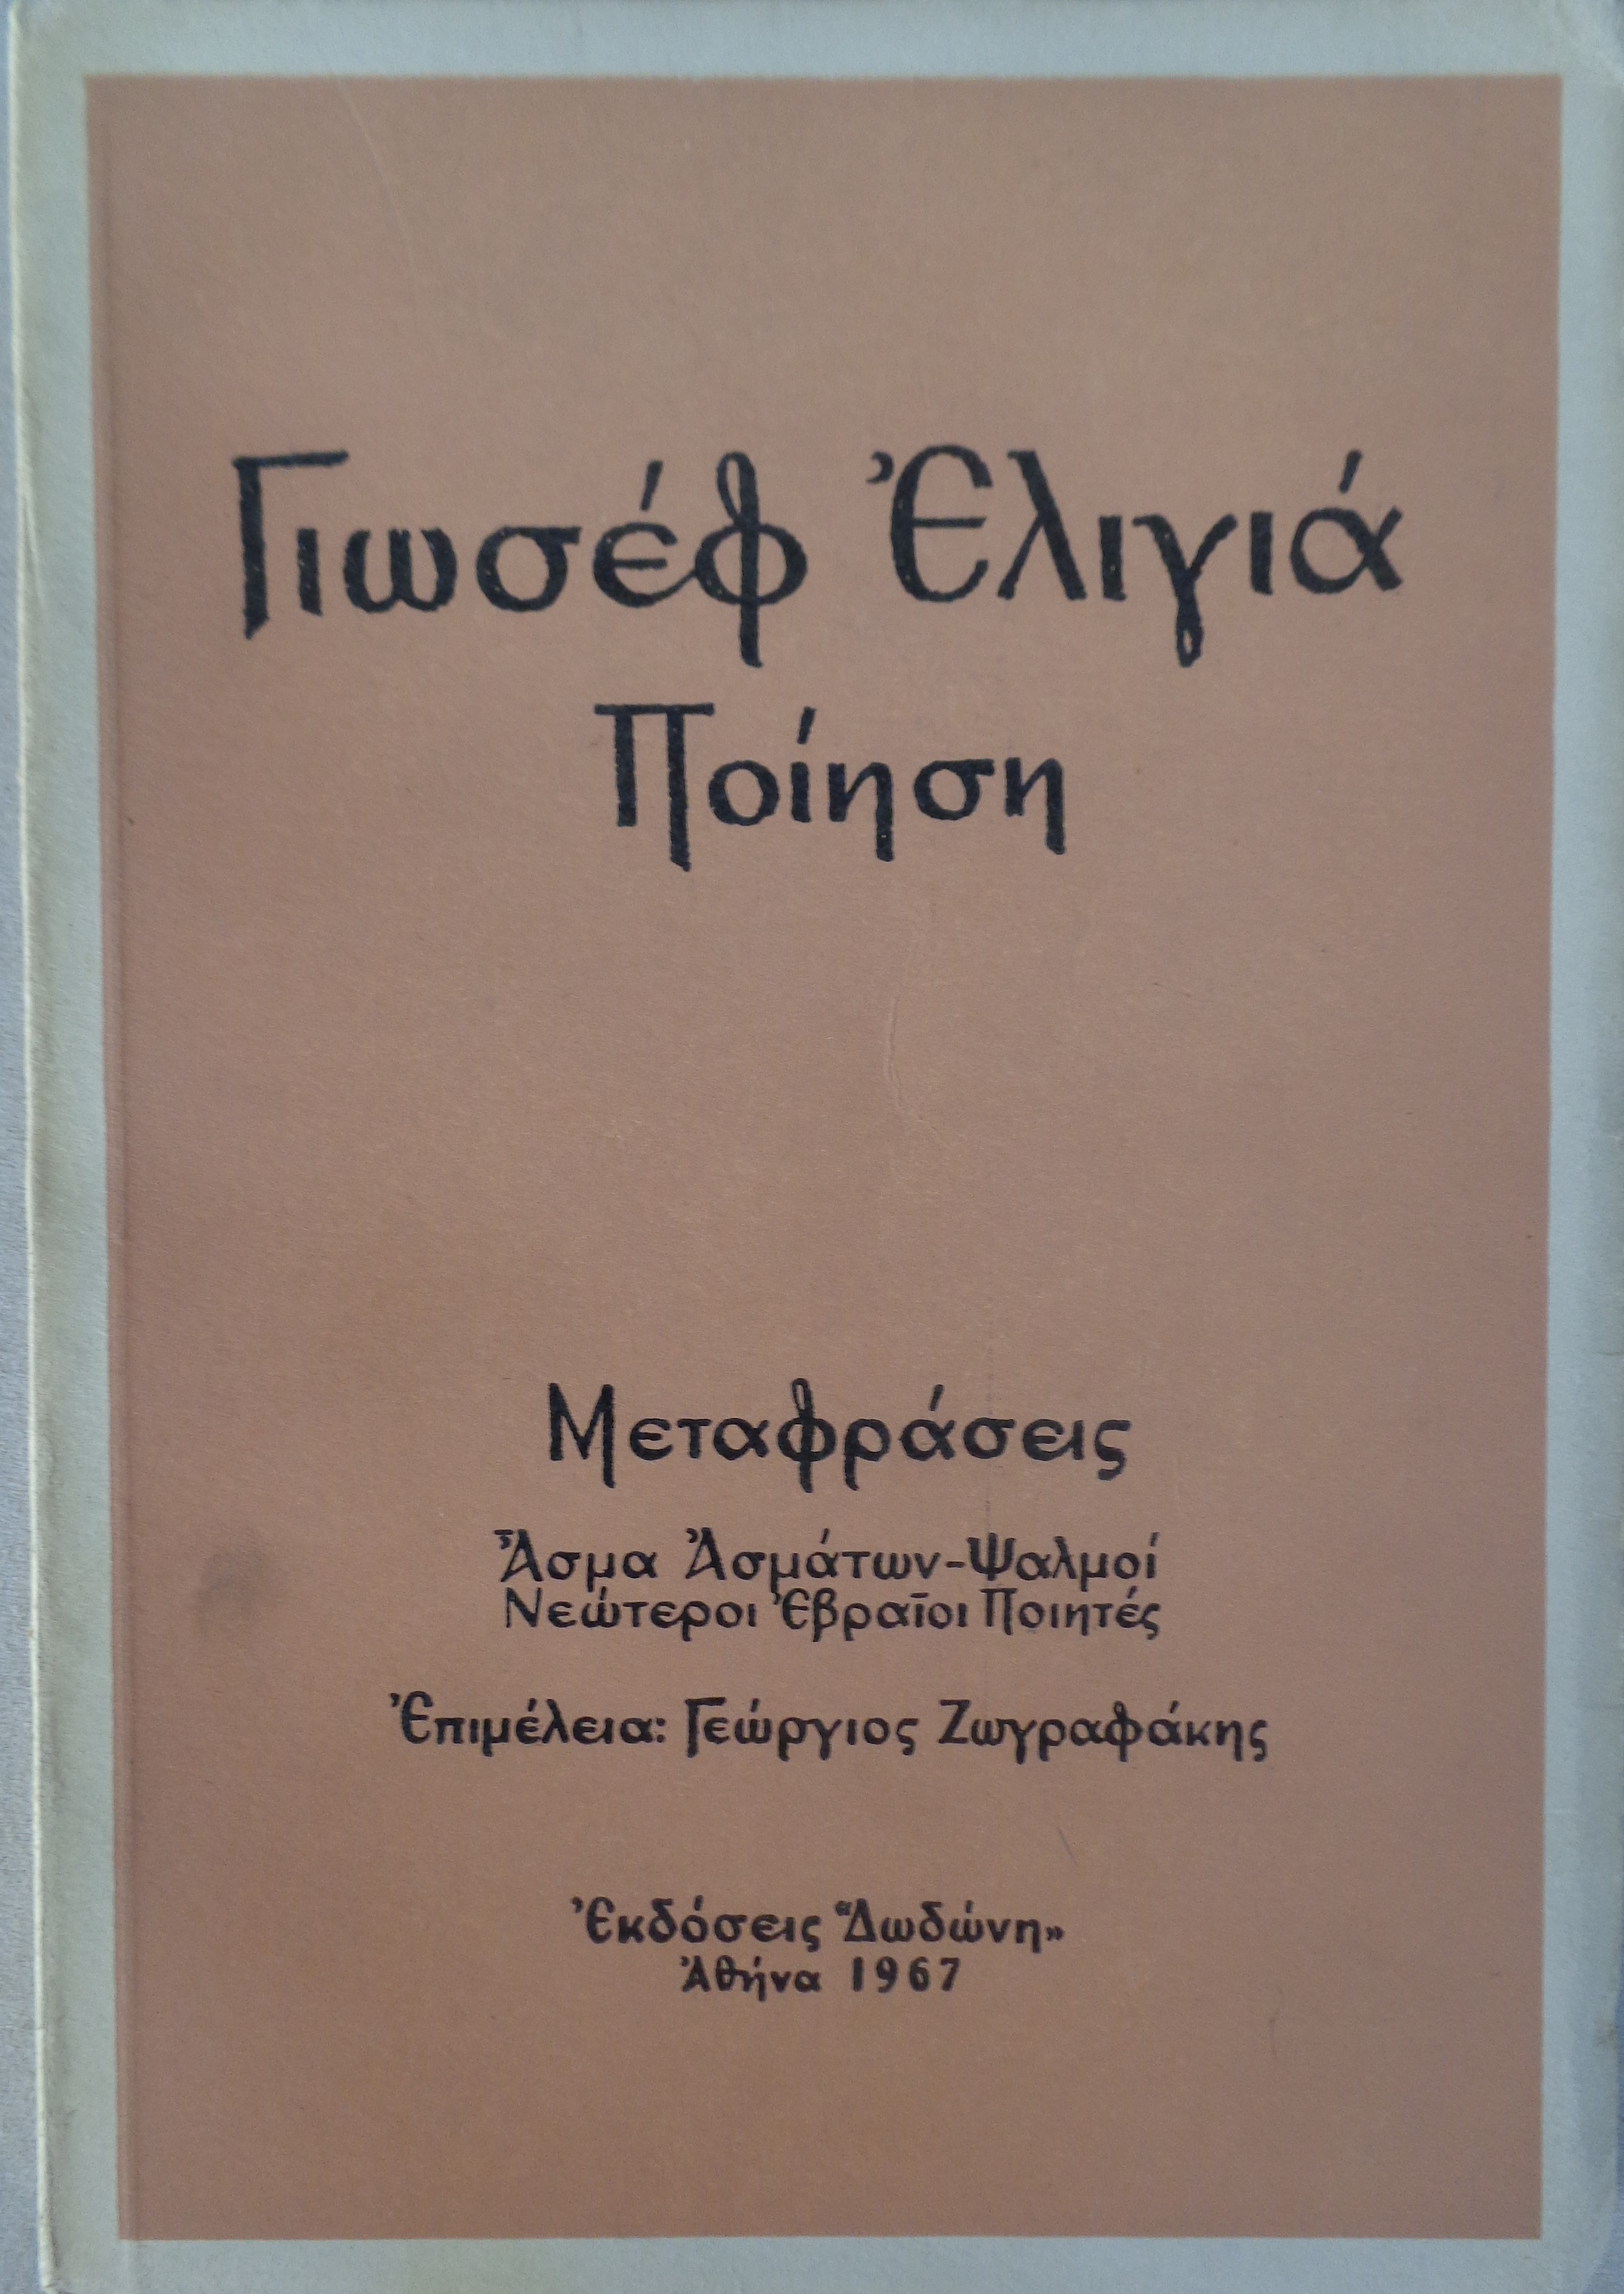 Γιωσέφ Ἐλιγιά
Ποίηση
Μεταφράσεις
Ἆσμα Ἀσμάτων-Ψαλμοί
Νεώτεροι Ἑβραῖοι Ποιητές
Ἐπιμέλεια: Γεώργιος Ζωγραφάκης
Ἐκδόσεις “Δωδώνη»
Ἀθήνα 1967